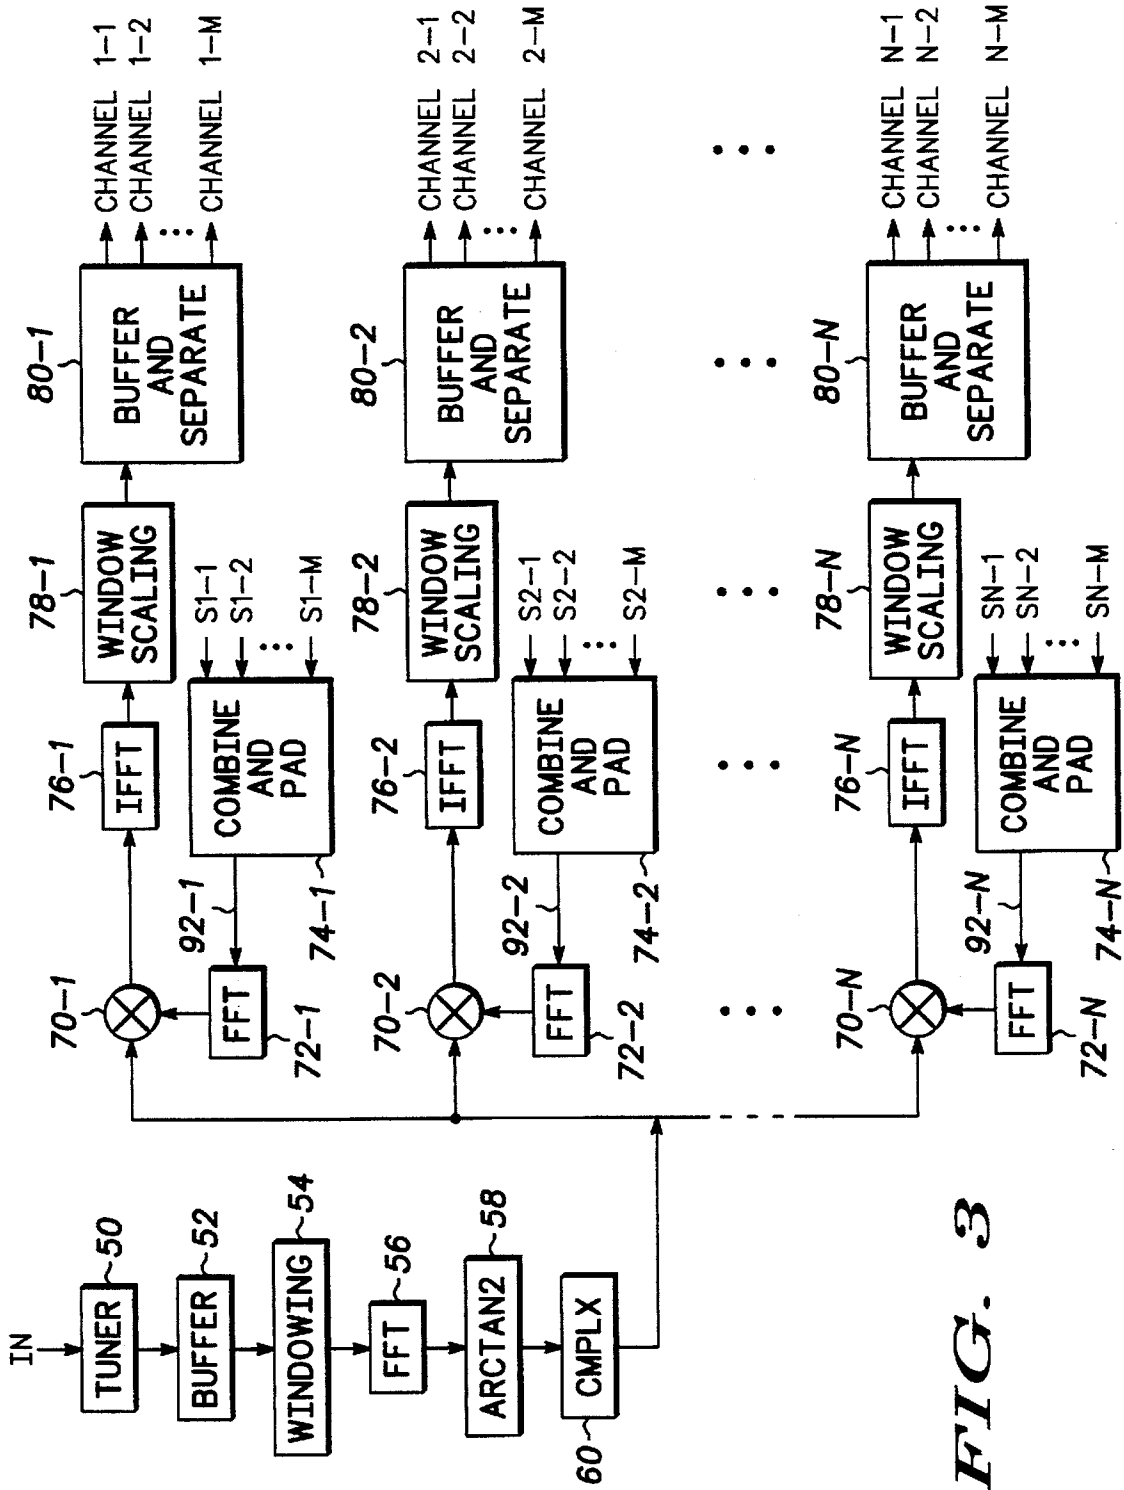 IN
TUNER
50
BUFFER
52
WINDOWING
54
FFT
56
ARCTAN2
58
CMPLX
60
70-1
FFT
72-1
92-1
COMBINE
AND
PAD
74-1
S1-1
S1-2
S1-M
76-1
IFFT
78-1
WINDOW
SCALING
80-1
BUFFER
AND
SEPARATE
CHANNEL 1-1
CHANNEL 1-2
CHANNEL 1-M
70-2
FFT
72-2
92-2
COMBINE
AND
PAD
74-2
S2-1
S2-2
S2-M
76-2
IFFT
78-2
WINDOW
SCALING
80-2
BUFFER
AND
SEPARATE
CHANNEL 2-1
CHANNEL 2-2
CHANNEL 2-M
70-N
FFT
72-N
92-N
COMBINE
AND
PAD
74-N
SN-1
SN-2
SN-M
76-N
IFFT
78-N
WINDOW
SCALING
80-N
BUFFER
AND
SEPARATE
CHANNEL N-1
CHANNEL N-2
CHANNEL N-M
FIG. 3